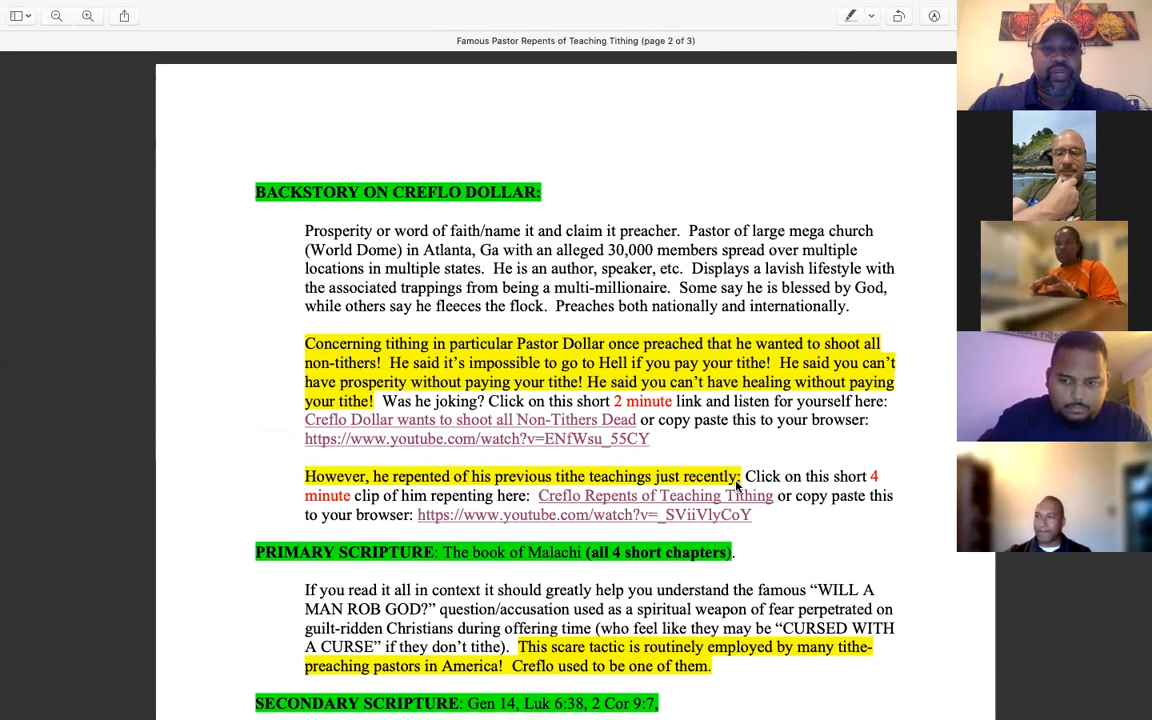 Famous Pastor Repents of Teaching Tithing (page 2 of 3)
BACKSTORY ON CREFLO DOLLAR:
Prosperity or word of faith/name it and claim it preacher. Pastor of large mega church
(World Dome) in Atlanta, Ga with an alleged 30,000 members spread over multiple
locations in multiple states. He is an author, speaker, etc. Displays a lavish lifestyle with
the associated trappings from being a multi-millionaire. Some say he is blessed by God,
while others say he fleeces the flock. Preaches both nationally and internationally.
Concerning tithing in particular Pastor Dollar once preached that he wanted to shoot all
non-tithers! He said it's impossible to go to Hell if you pay your tithe! He said you can't
have prosperity without paying your tithe! He said you can't have healing without paying
your tithe! Was he joking? Click on this short 2 minute link and listen for yourself here:
Creflo Dollar wants to shoot all Non-Tithers Dead or copy paste this to your browser:
https://www.youtube.com/watch?v=ENfWsu_55CY
However, he repented of his previous tithe teachings just recently; Click on this short 4
minute clip of him repenting here: Creflo Repents of Teaching Tithing or copy paste this
to your browser: https://www.youtube.com/watch?v=_SViiVlyCoY
PRIMARY SCRIPTURE: The book of Malachi (all 4 short chapters).
If you read it all in context it should greatly help you understand the famous “WILL A
MAN ROB GOD?” question/accusation used as a spiritual weapon of fear perpetrated on
guilt-ridden Christians during offering time (who feel like they may be “CURSED WITH
A CURSE” if they don't tithe). This scare tactic is routinely employed by many tithe-
preaching pastors in America! Creflo used to be one of them.
SECONDARY SCRIPTURE: Gen 14, Luk 6:38, 2 Cor 9:7,